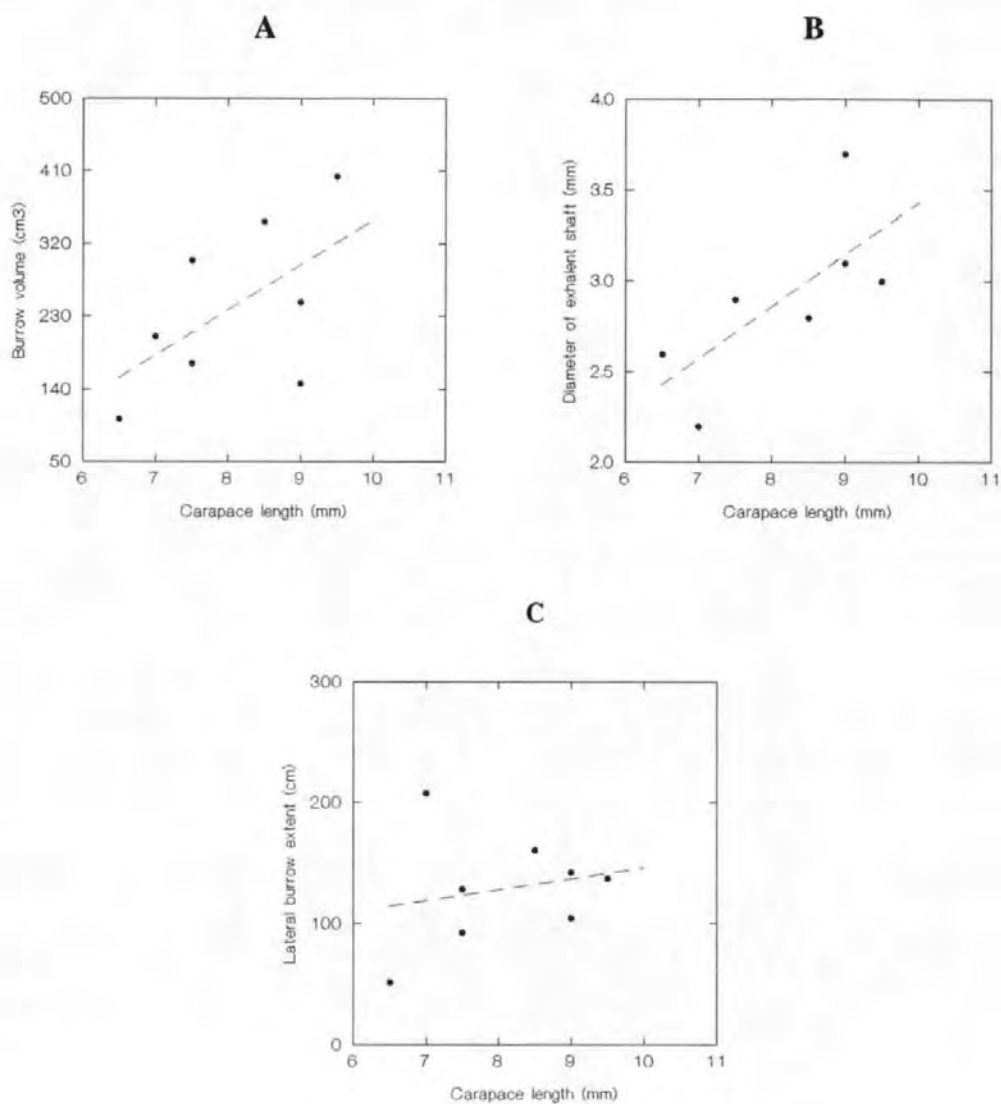 A
B
500
410
320
230
140
50
Burrow volume (cm3)
6 7 8 9 10 11
Carapace length (mm)
4.0
3.5
3.0
2.5
2.0
Diameter of exhalent shaft (mm)
6 7 8 9 10 11
Carapace length (mm)
C
300
200
100
0
Lateral burrow extent (cm)
6 7 8 9 10 11
Carapace length (mm)